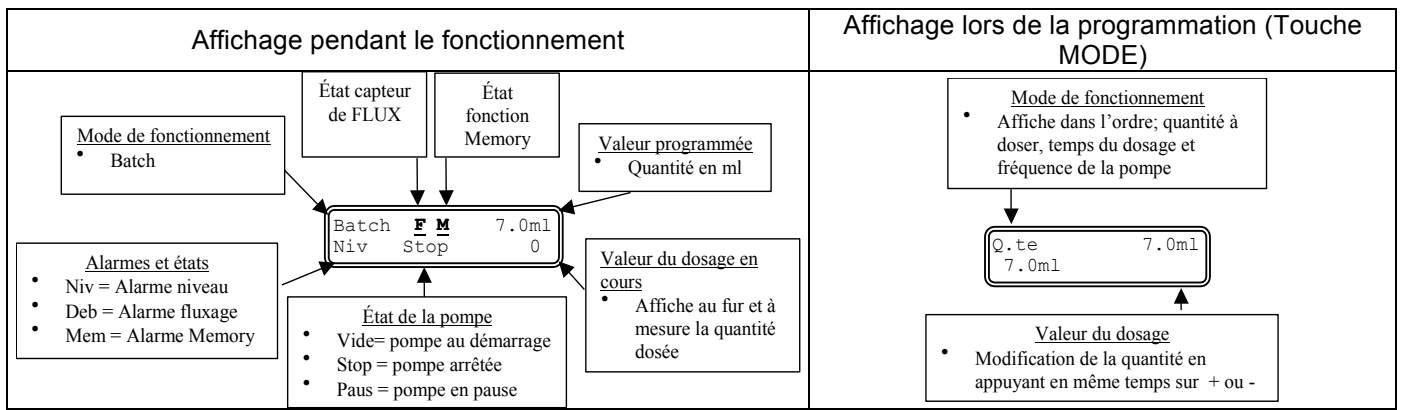 Affichage pendant le fonctionnement
Affichage lors de la programmation (Touche
MODE)
État capteur
de FLUX
État
fonction
Memory
Mode de fonctionnement
• Batch
Valeur programmée
• Quantité en ml
Batch F M 7.0ml
Niv Stop 0
Alarmes et états
• Niv = Alarme niveau
• Deb = Alarme fluxage
• Mem = Alarme Memory
État de la pompe
• Vide= pompe au démarrage
• Stop = pompe arrêtée
• Paus = pompe en pause
Valeur du dosage en
cours
• Affiche au fur et à
mesure la quantité
dosée
Mode de fonctionnement
• Affiche dans l’ordre; quantité à
doser, temps du dosage et
fréquence de la pompe
Q.te 7.0ml
7.0ml
Valeur du dosage
• Modification de la quantité en
appuyant en même temps sur + ou -